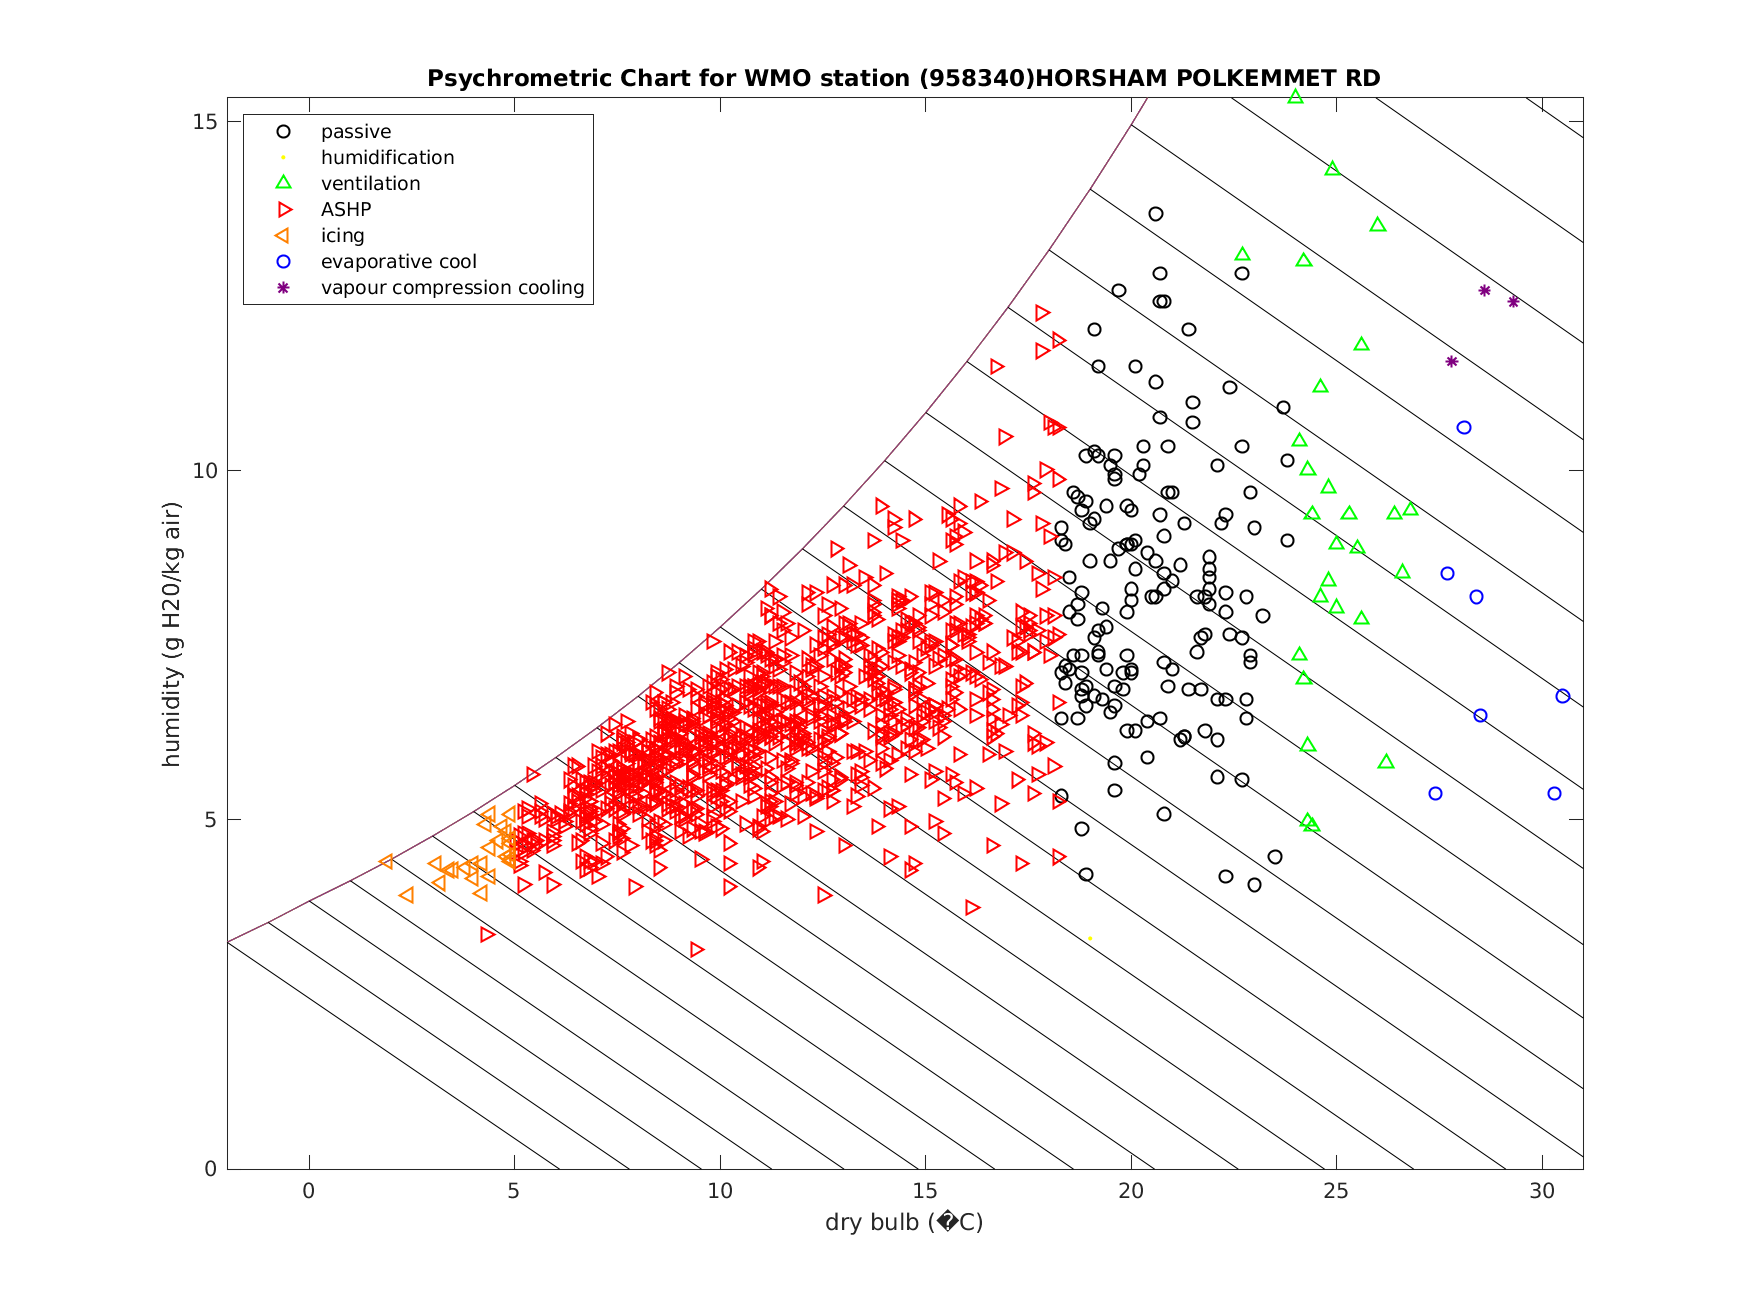 Psychrometric Chart for WMO station (958340)HORSHAM POLKEMMET RD
passive
humidification
ventilation
ASHP
icing
evaporative cool
vapour compression cooling
humidity (g H20/kg air)
15
10
5
0
0 5 10 15 20 25 30
dry bulb (�C)